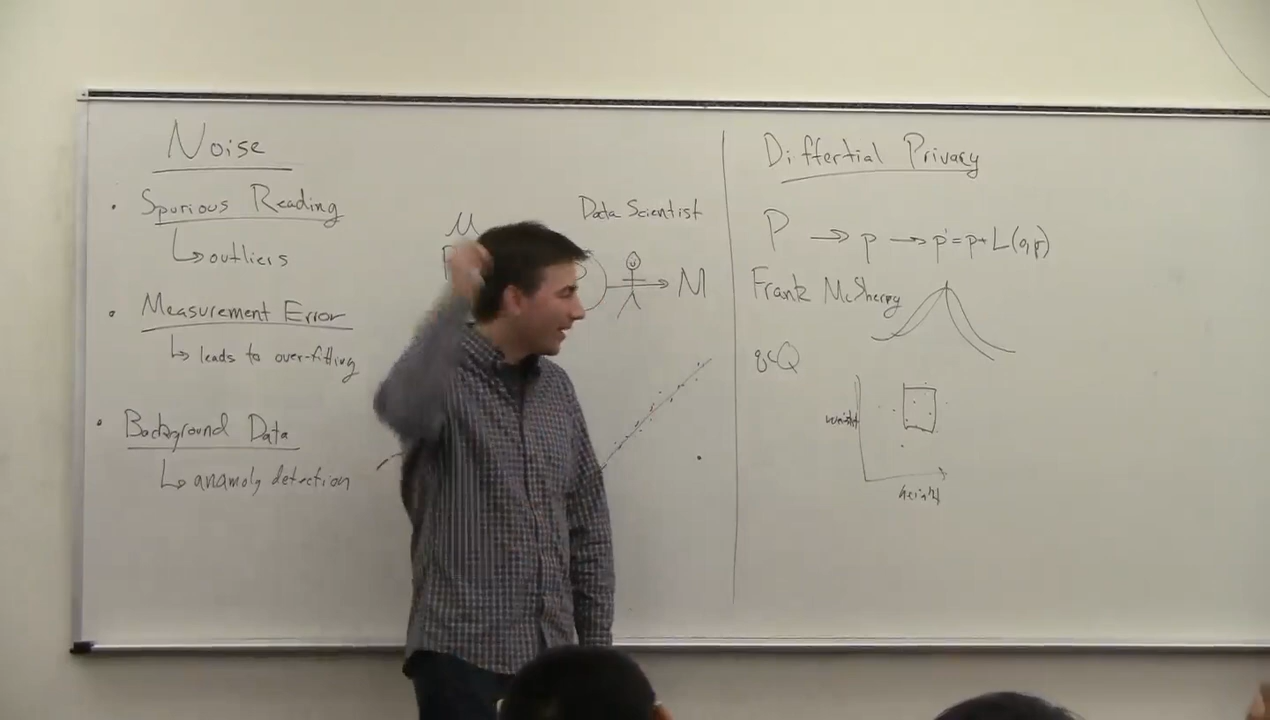 Noise
· Spurious Reading
↳ outliers
· Measurement Error
↳ leads to over-fitting
· Background Data
↳ anamoly detection
M
P
Data Scientist
M
Differtial Privacy
P → p → p' = p +
Frank McSherry
q∈Q
weight
height